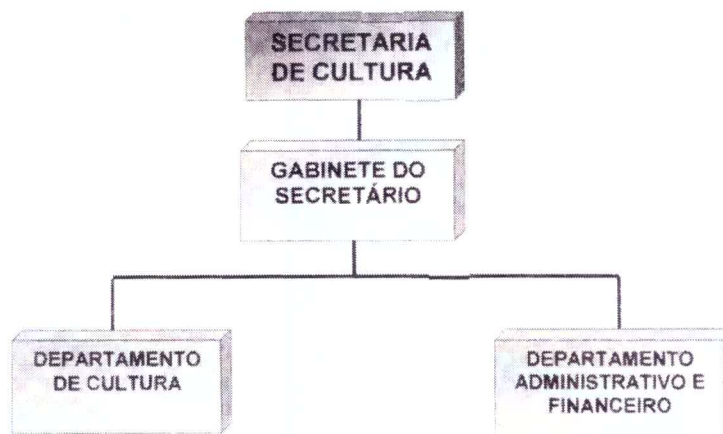 SECRETARIA
DE CULTURA
GABINETE DO
SECRETÁRIO
DEPARTAMENTO
DE CULTURA
DEPARTAMENTO
ADMINISTRATIVO E
FINANCEIRO